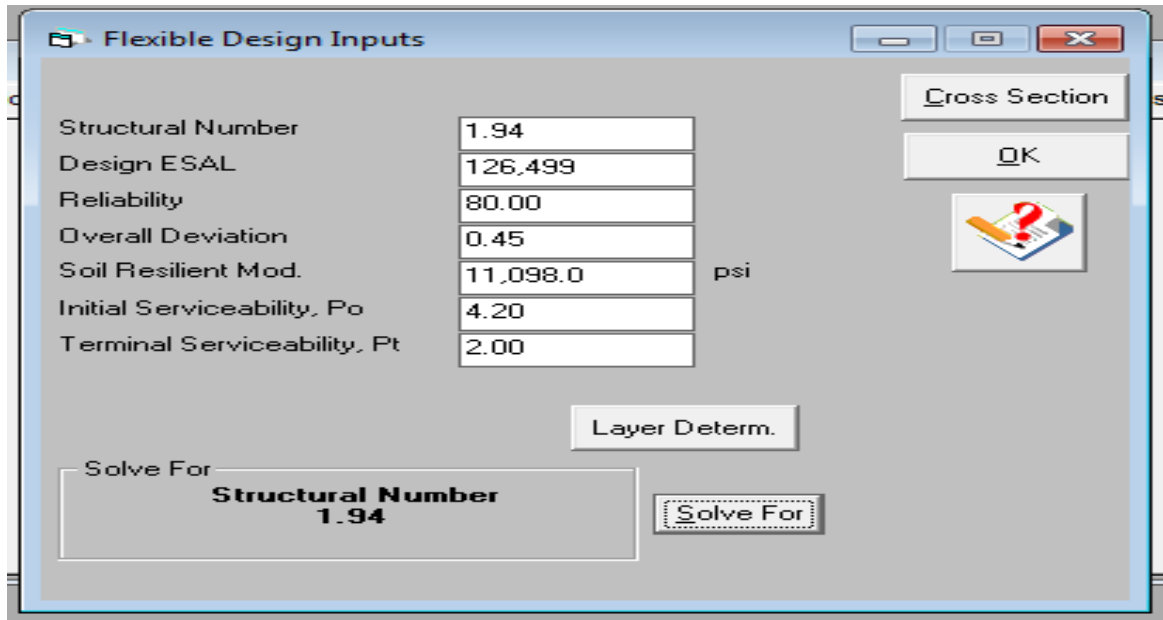 Flexible Design Inputs
Cross Section
Structural Number 1.94
OK
Design ESAL 126,499
Reliability 80.00
Overall Deviation 0.45
Soil Resilient Mod. 11,098.0 psi
Initial Serviceability, Po 4.20
Terminal Serviceability, Pt 2.00
Layer Determ.
Solve For
Structural Number
1.94
Solve For